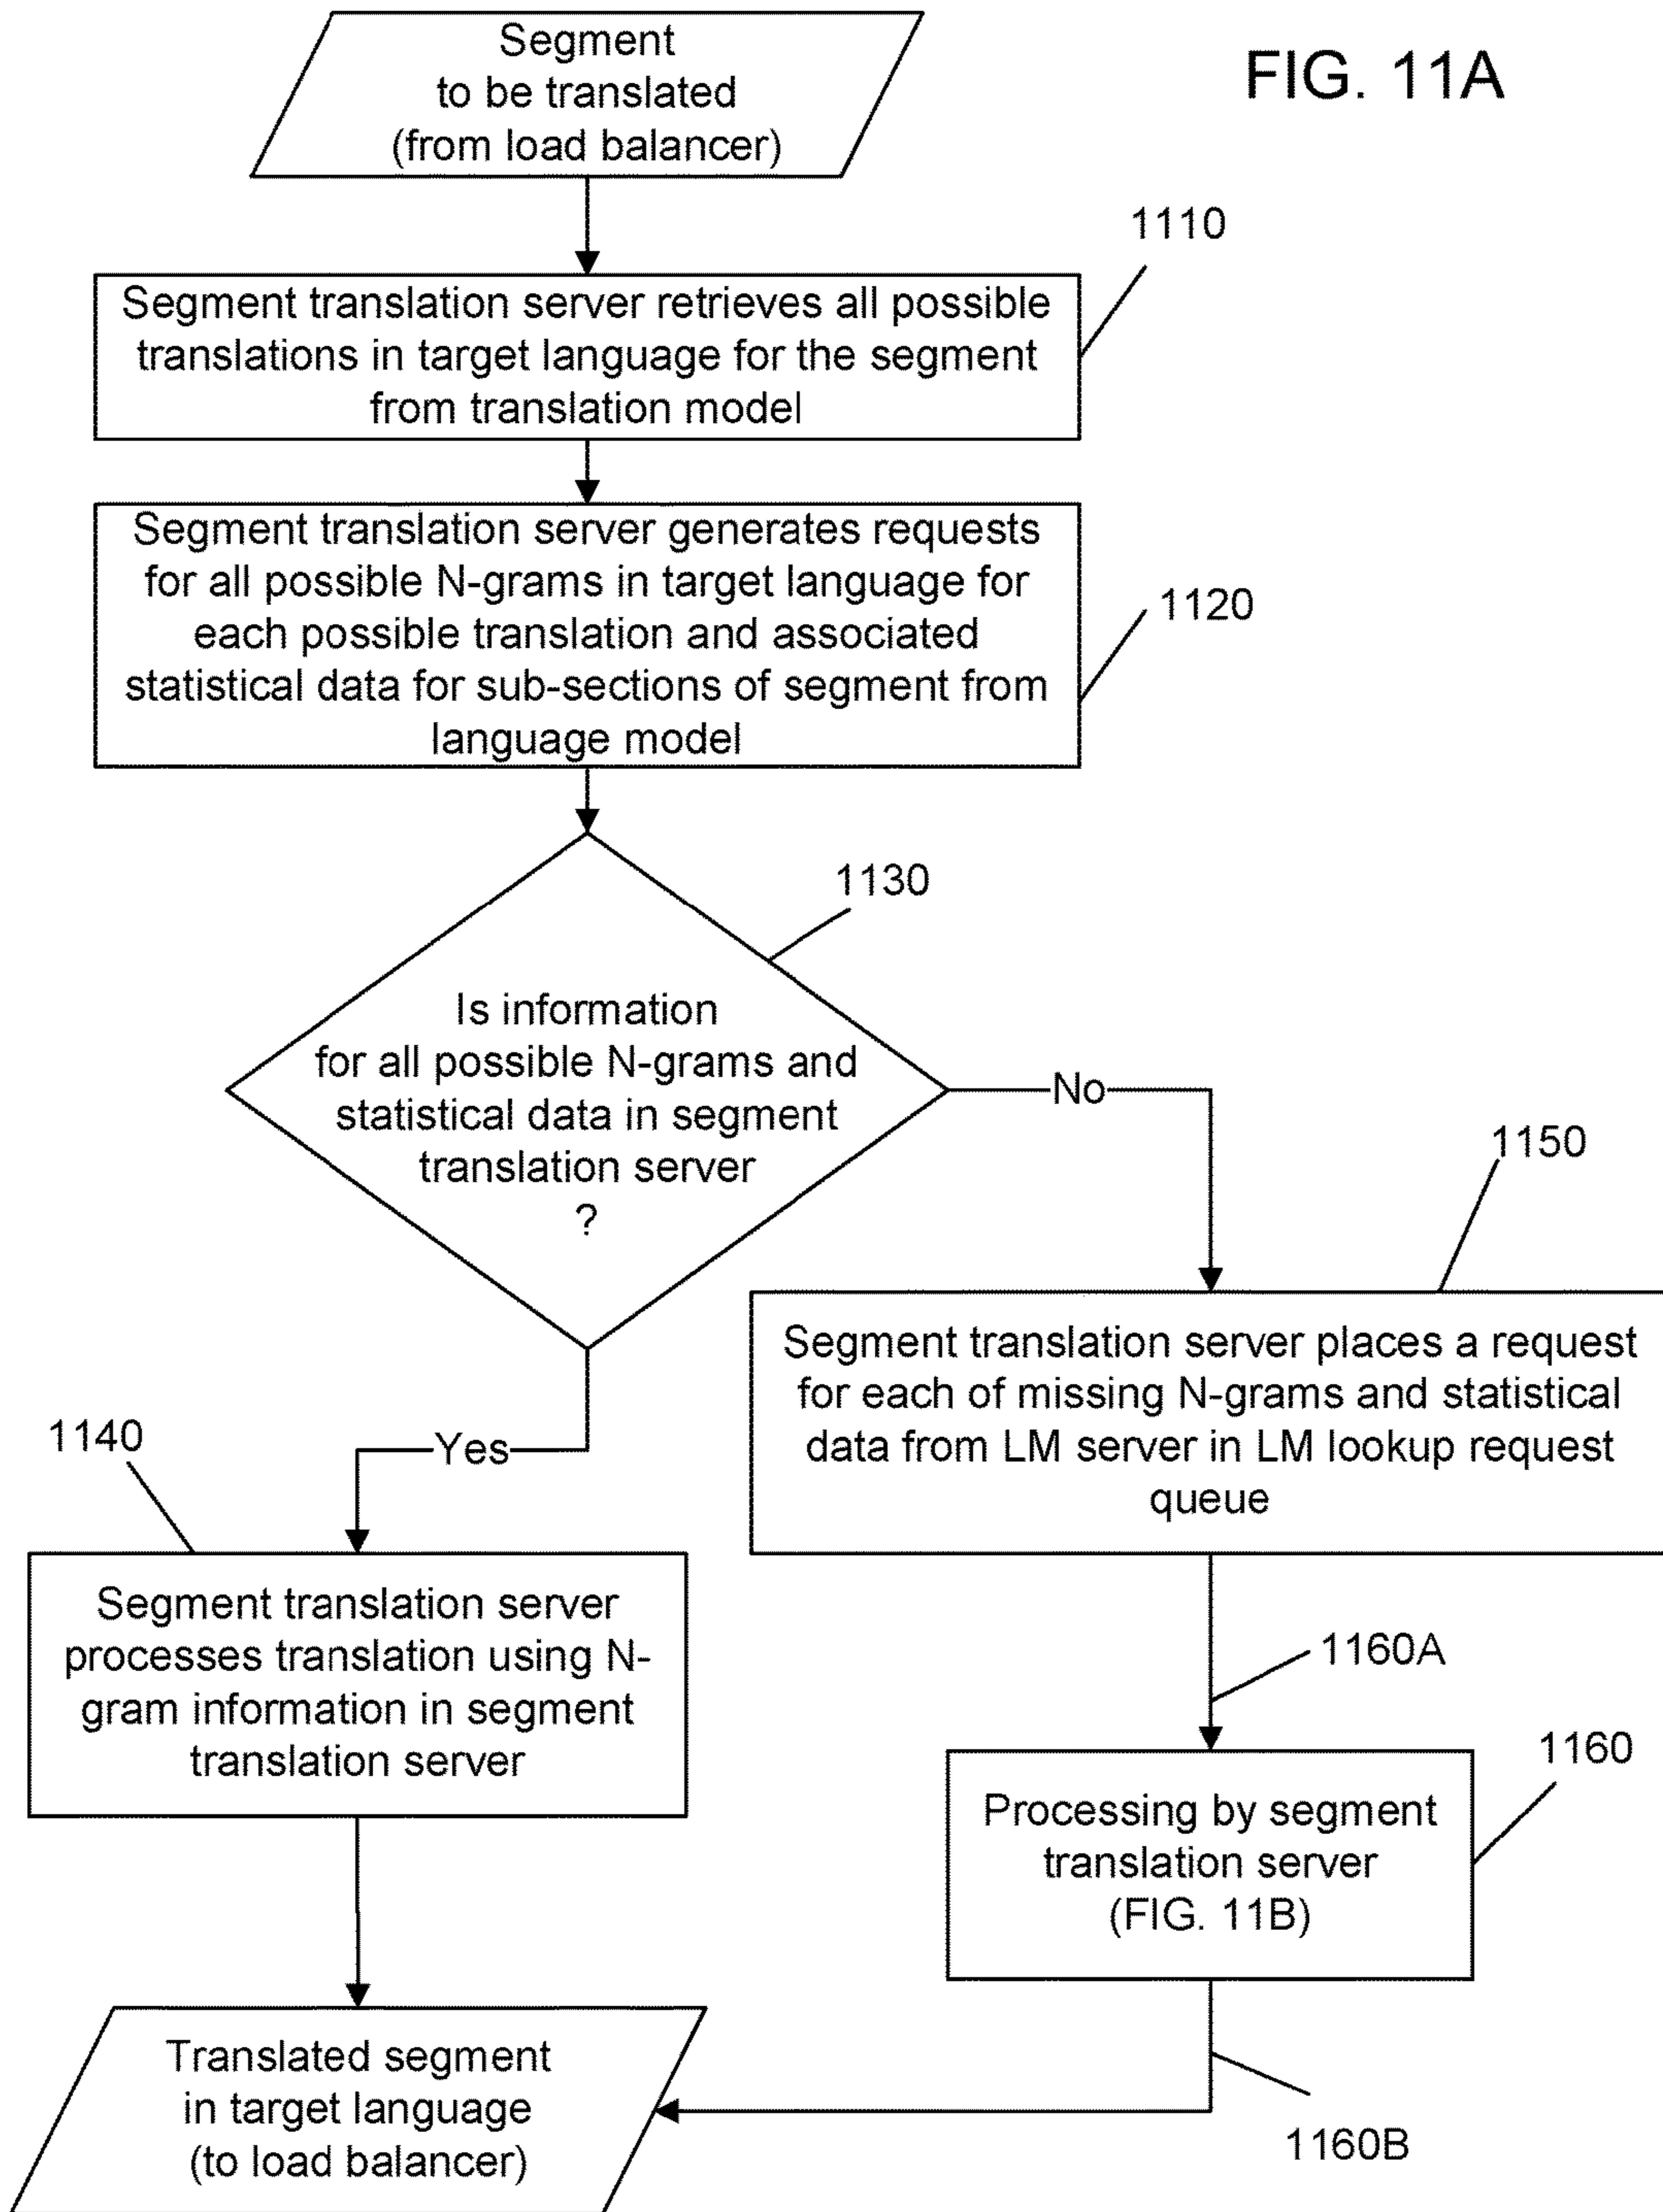 Segment
to be translated
(from load balancer)
FIG. 11A
1110
Segment translation server retrieves all possible
translations in target language for the segment
from translation model
Segment translation server generates requests
for all possible N-grams in target language for
each possible translation and associated
statistical data for sub-sections of segment from
language model
1120
1130
Is information
for all possible N-grams and
statistical data in segment
translation server
?
No
1150
Segment translation server places a request
for each of missing N-grams and statistical
data from LM server in LM lookup request
queue
Yes
1140
Segment translation server
processes translation using N-
gram information in segment
translation server
1160A
1160
Processing by segment
translation server
(FIG. 11B)
Translated segment
in target language
(to load balancer)
1160B